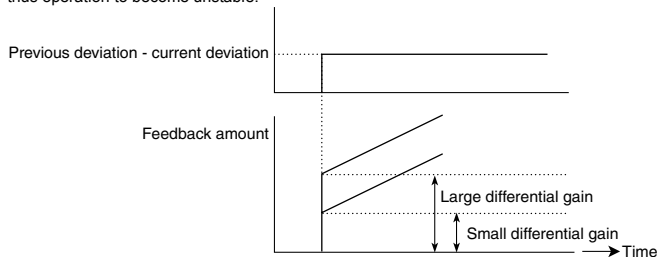 thus operation to become unstable.
Previous deviation - current deviation
Feedback amount
Large differential gain
Small differential gain
Time